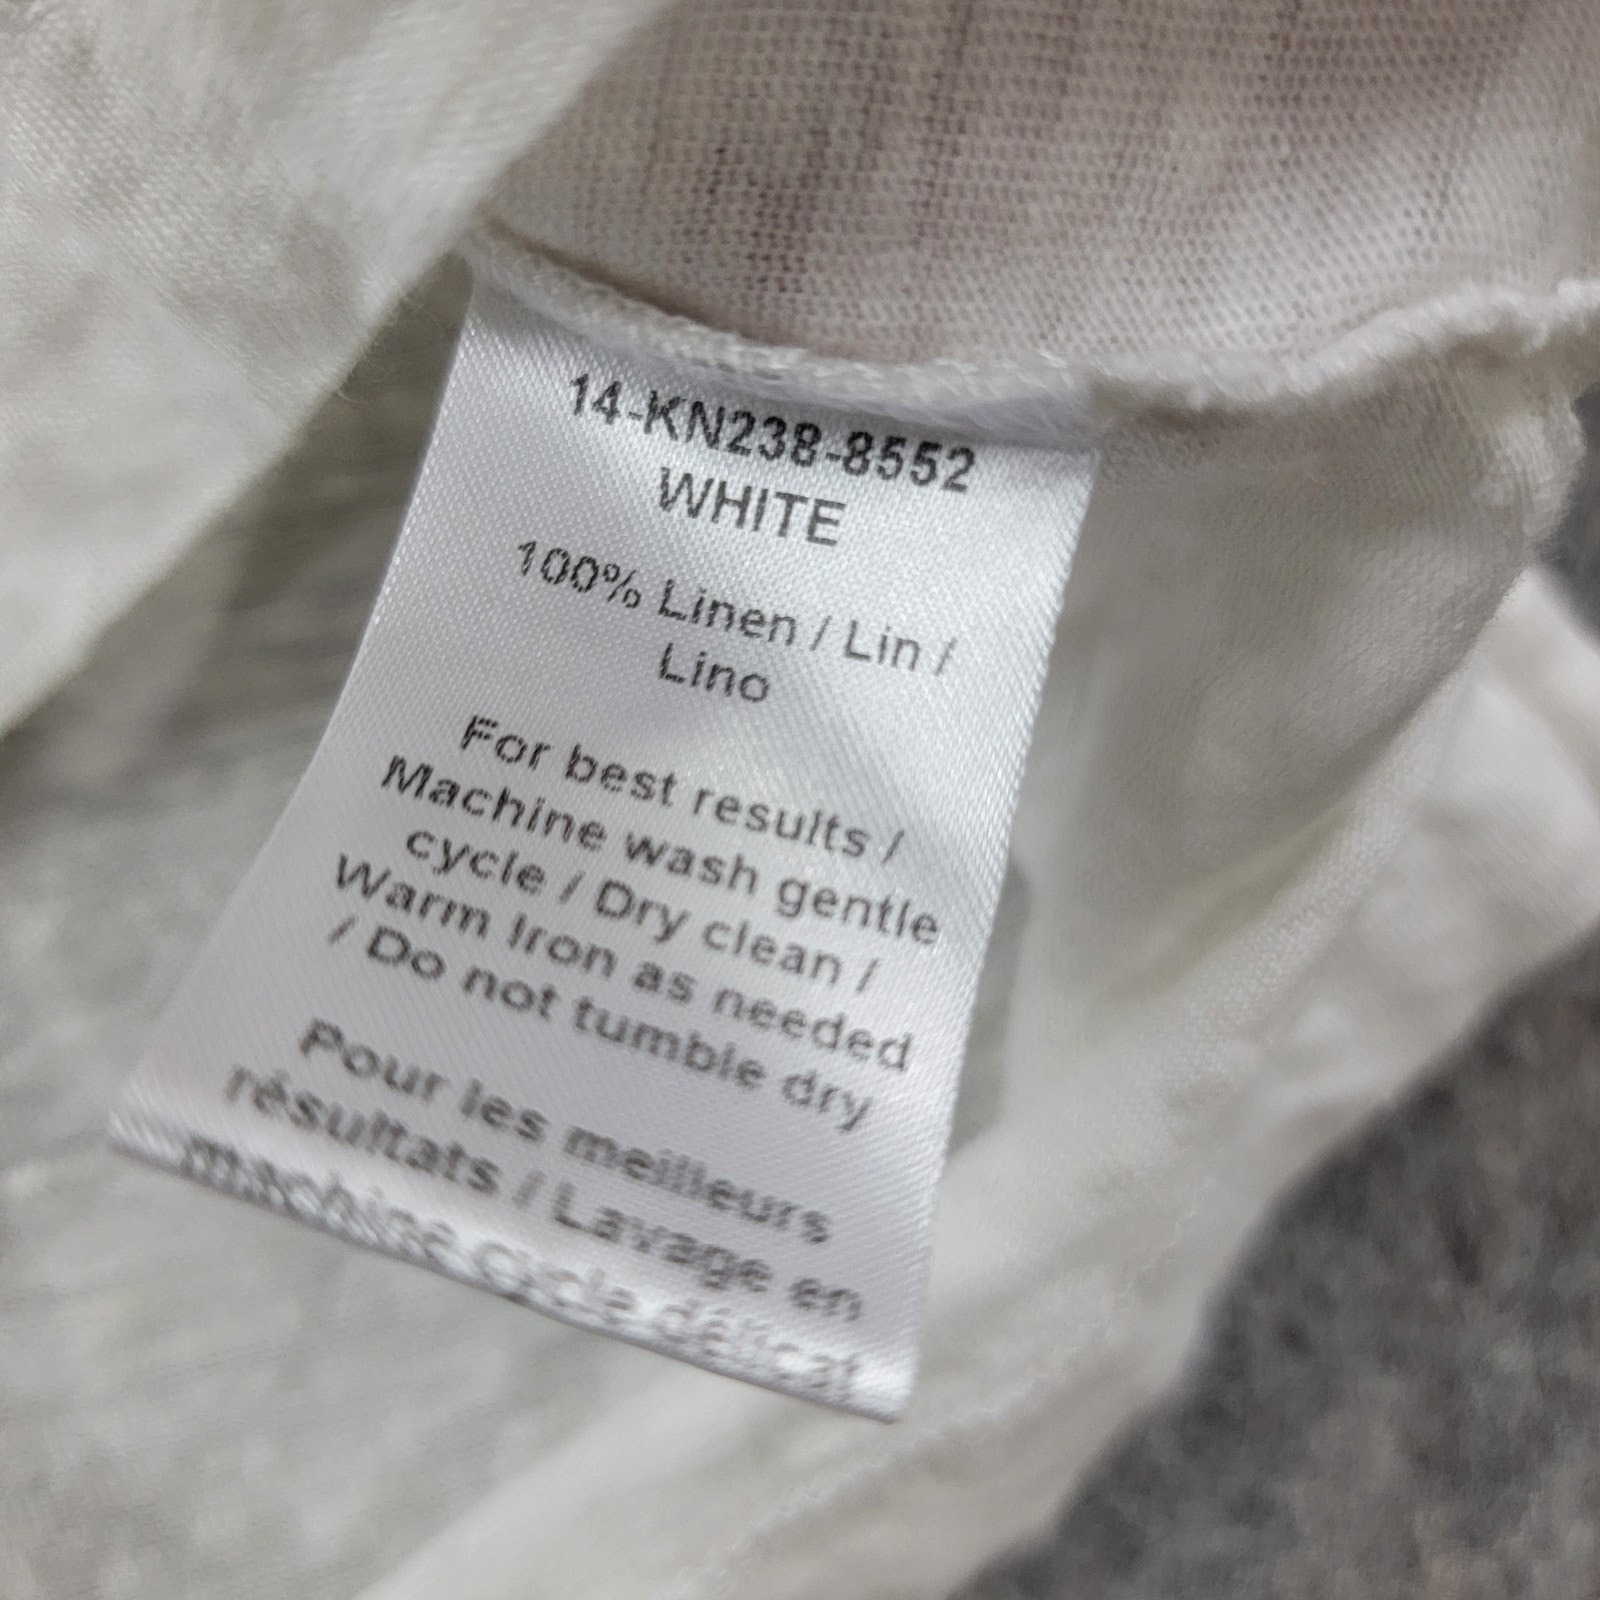 14-KN238-8552
WHITE
100% Linen / Lin /
Lino
For best results /
Machine wash gentle
cycle / Dry clean /
Warm Iron as needed
/ Do not tumble dry
Pour les meilleurs
résultats / Lavage en
machine cycle délicat